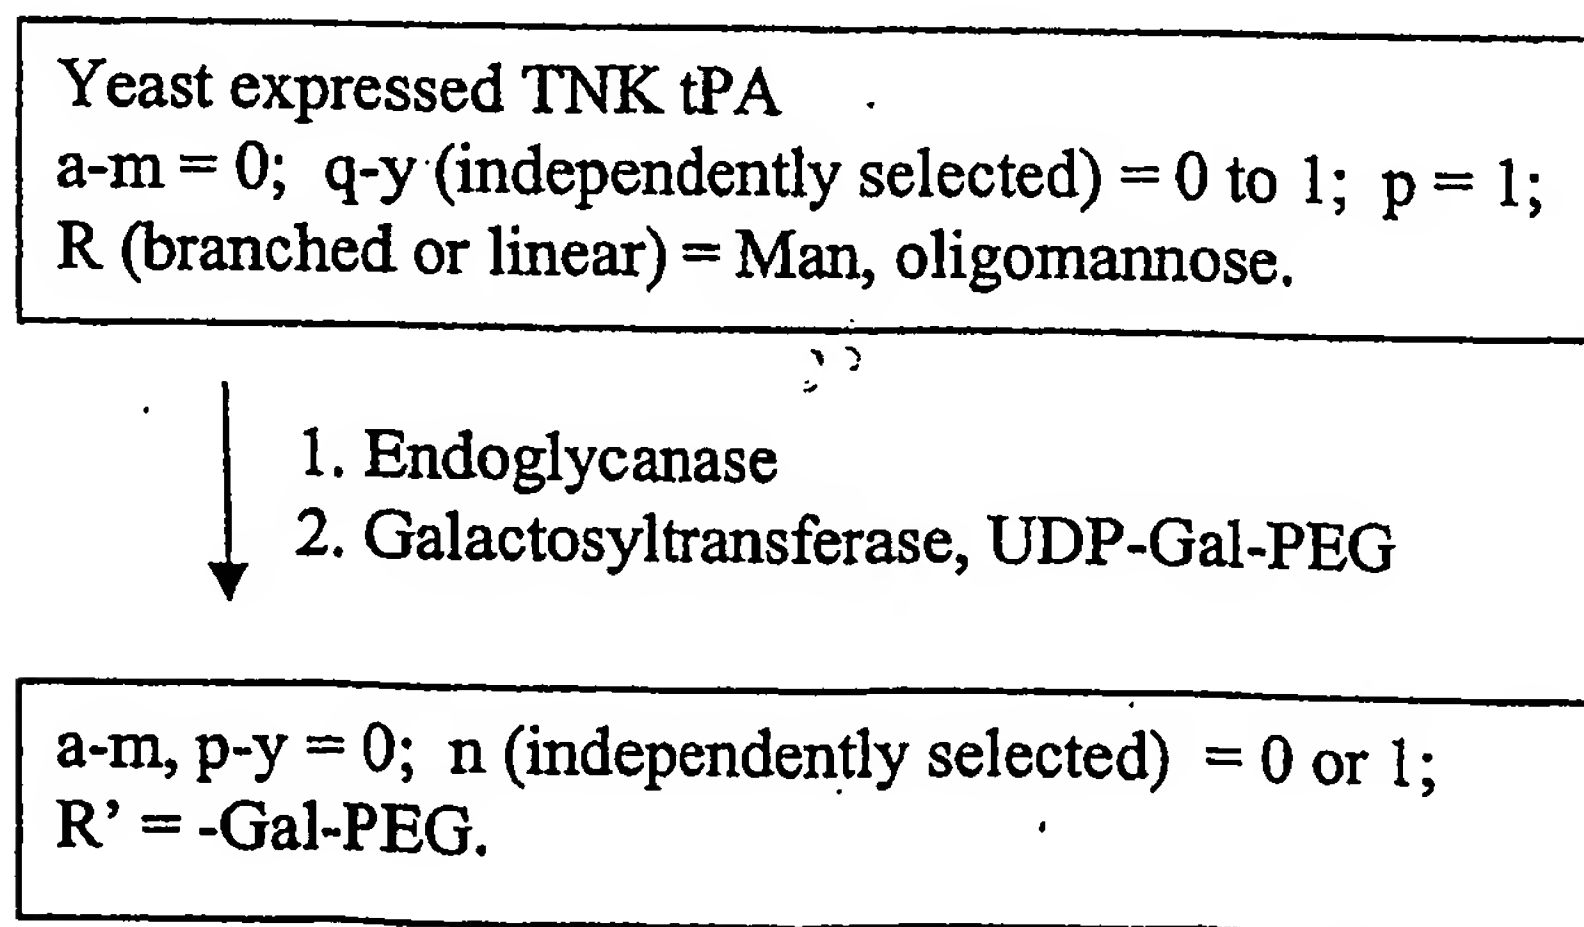 Yeast expressed TNK tPA
a-m = 0; q-y (independently selected) = 0 to 1; p = 1;
R (branched or linear) = Man, oligomannose.
1. Endoglycanase
2. Galactosyltransferase, UDP-Gal-PEG
a-m, p-y = 0; n (independently selected) = 0 or 1;
R’ = -Gal-PEG.